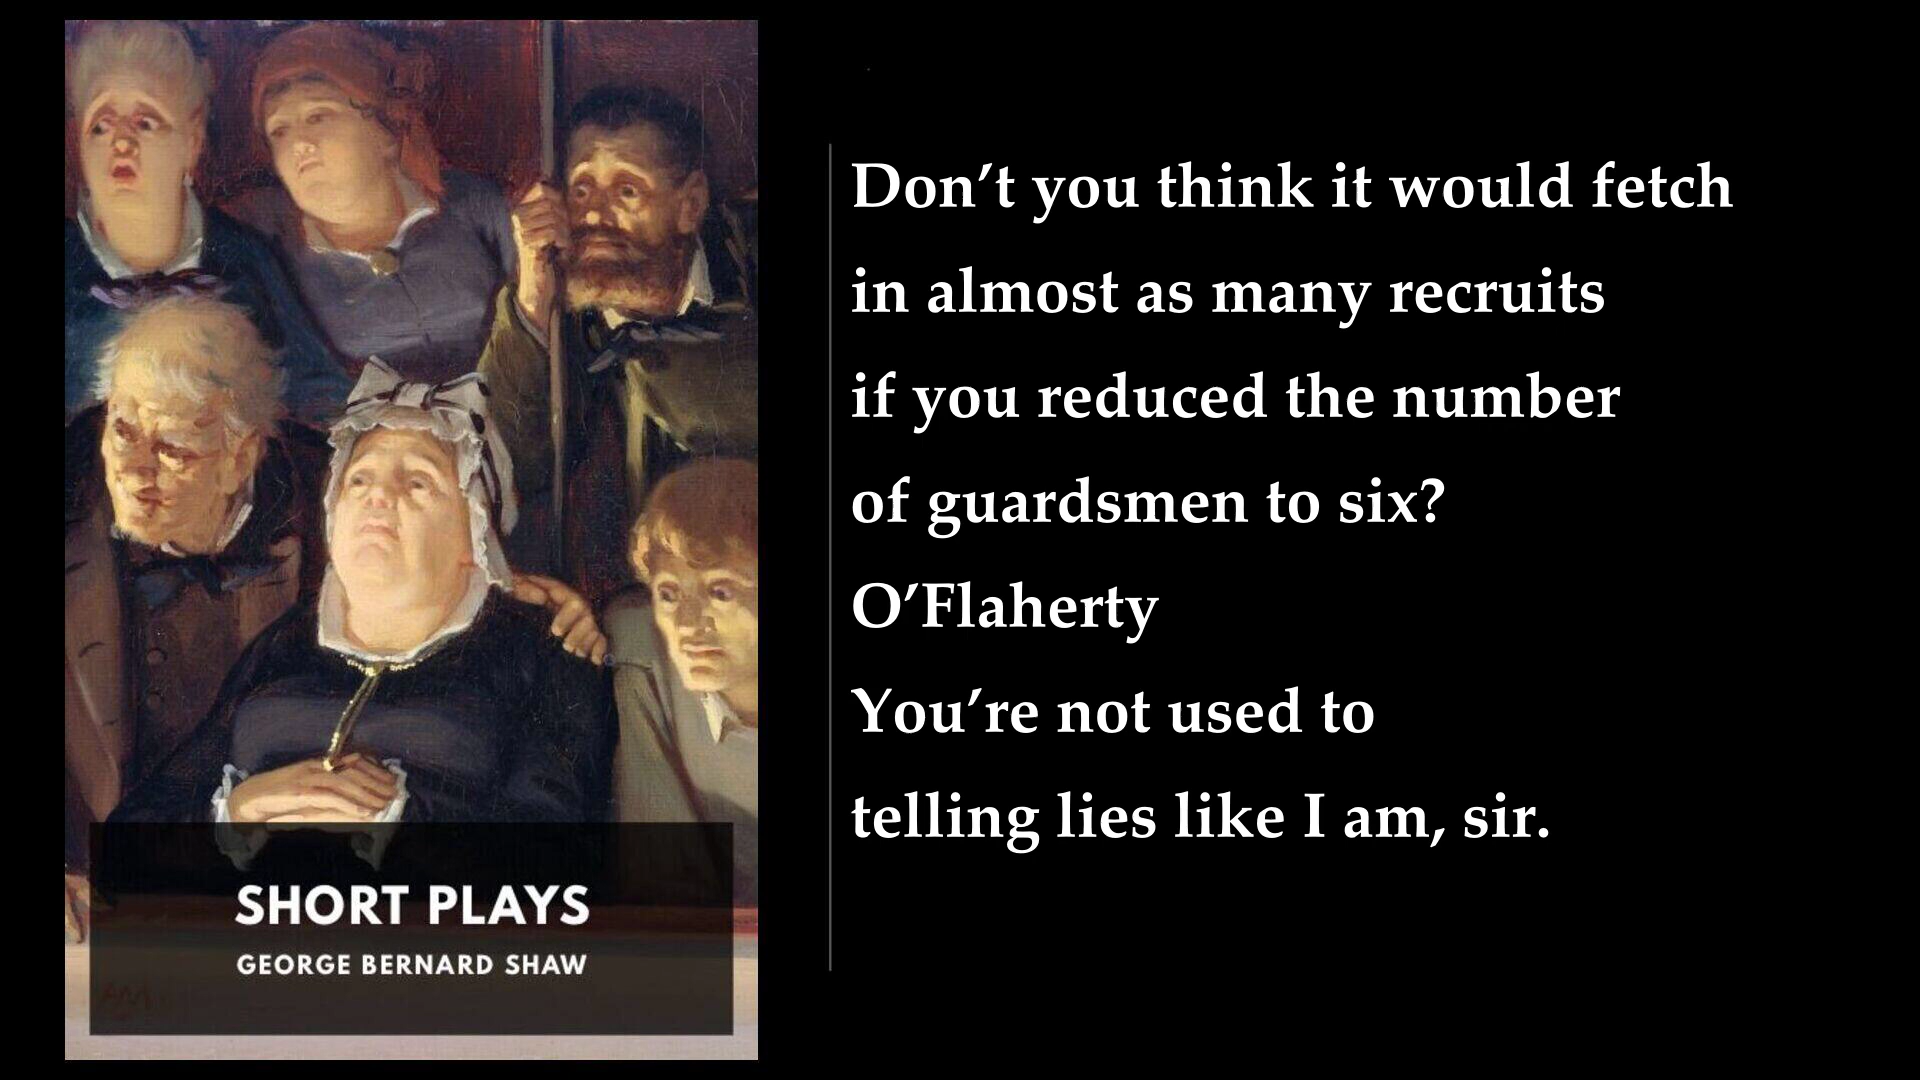 SHORT PLAYS
GEORGE BERNARD SHAW
Don’t you think it would fetch
in almost as many recruits
if you reduced the number
of guardsmen to six?
O’Flaherty
You’re not used to
telling lies like I am, sir.